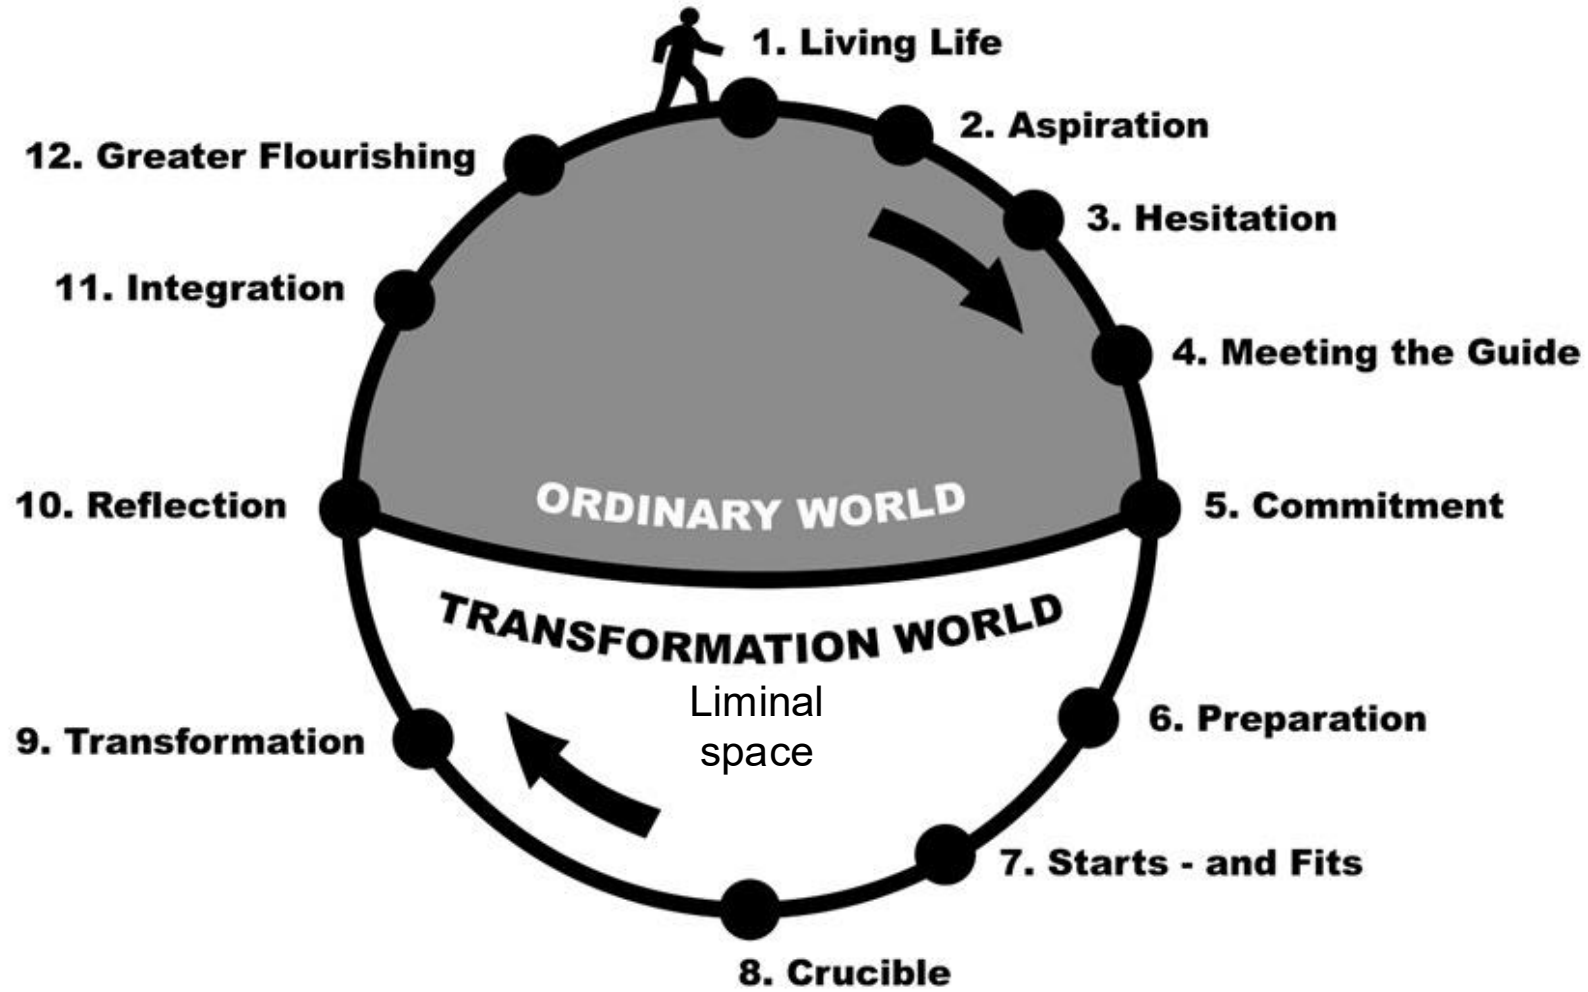 1. Living Life
2. Aspiration
3. Hesitation
4. Meeting the Guide
5. Commitment
6. Preparation
7. Starts - and Fits
8. Crucible
9. Transformation
10. Reflection
11. Integration
12. Greater Flourishing
ORDINARY WORLD
TRANSFORMATION WORLD
Liminal
space